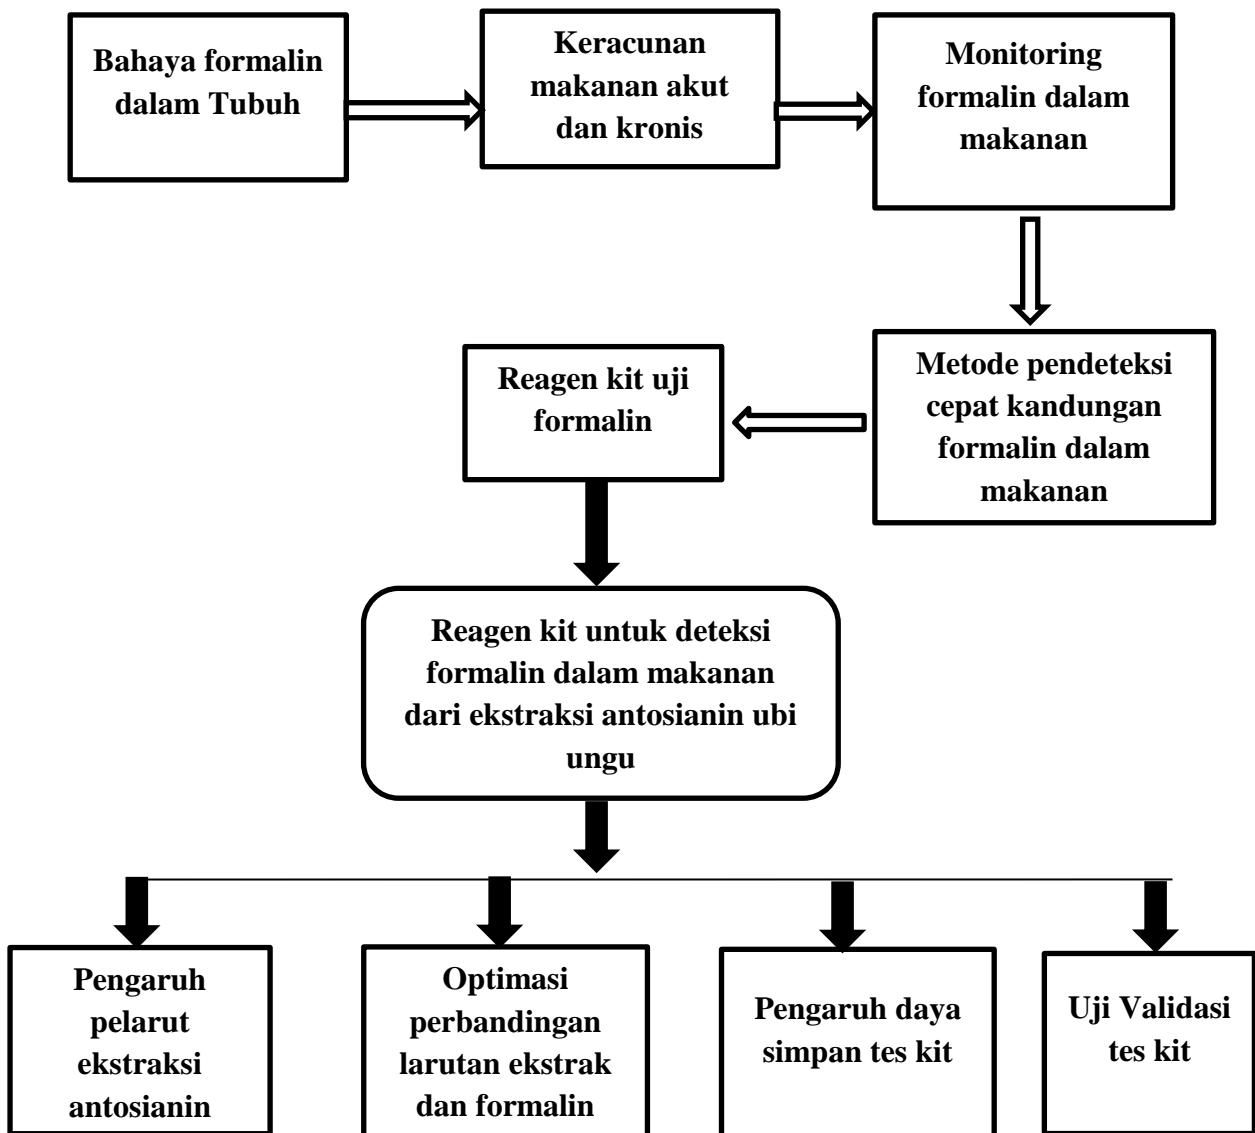 Bahaya formalin
dalam Tubuh
Keracunan
makanan akut
dan kronis
Monitoring
formalin dalam
makanan
Metode pendeteksi
cepat kandungan
formalin dalam
makanan
Reagen kit uji
formalin
Reagen kit untuk deteksi
formalin dalam makanan
dari ekstraksi antosianin ubi
ungu
Pengaruh
pelarut
ekstraksi
antosianin
Optimasi
perbandingan
larutan ekstrak
dan formalin
Pengaruh daya
simpan tes kit
Uji Validasi
tes kit